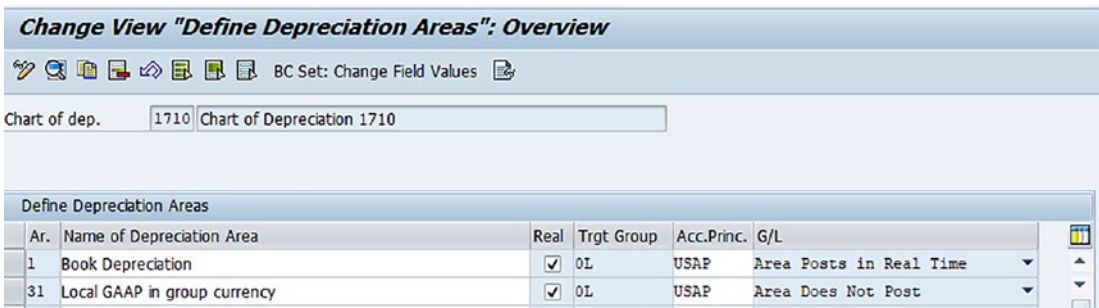 Change View "Define Depreciation Areas": Overview
BC Set: Change Field Values
Chart of dep. 1710 Chart of Depreciation 1710
Define Depreciation Areas
Ar. Name of Depreciation Area Real Trgt Group Acc.Princ. G/L
1 Book Depreciation 0L USAP Area Posts in Real Time
31 Local GAAP in group currency 0L USAP Area Does Not Post